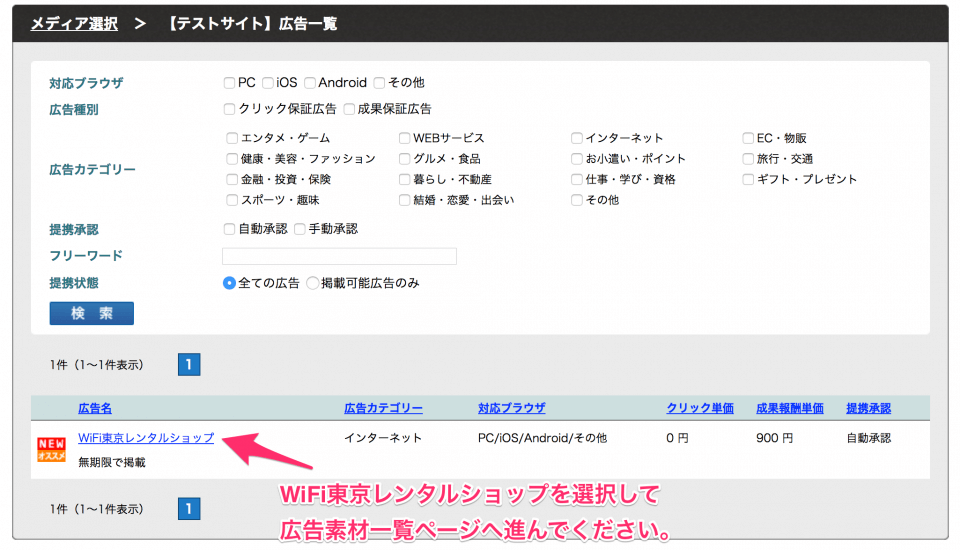 メディア選択 > 【テストサイト】広告一覧
対応ブラウザ PC iOS Android その他
広告種別 クリック保証広告 成果保証広告
エンタメ・ゲーム WEBサービス インターネット EC・物販
健康・美容・ファッション グルメ・食品 お小遣い・ポイント 旅行・交通
広告カテゴリー
金融・投資・保険 暮らし・不動産 仕事・学び・資格 ギフト・プレゼント
スポーツ・趣味 結婚・恋愛・出会い その他
提携承認 自動承認 手動承認
フリーワード
提携状態 全ての広告 掲載可能広告のみ
検 索
1件（1～1件表示） 1
広告名 広告カテゴリー 対応ブラウザ クリック単価 成果報酬単価 提携承認
NEW WiFi東京レンタルショップ インターネット PC/iOS/Android/その他 0 円 900 円 自動承認
オススメ 無期限で掲載
WiFi東京レンタルショップを選択して
1件（1～1件表示） 1
広告素材一覧ページへ進んでください。